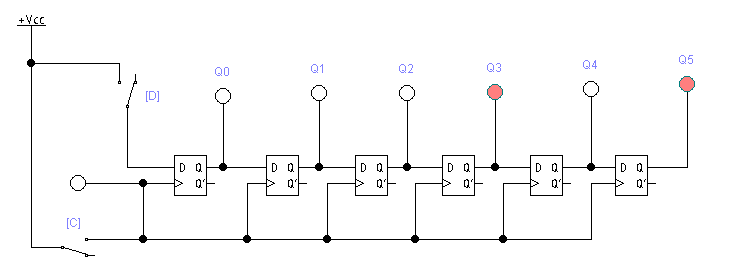 +Vcc
Q0 Q1 Q2 Q3 Q4 Q5
[D]
D Q D Q D Q D Q D Q D Q
Q' Q' Q' Q' Q' Q'
[C]